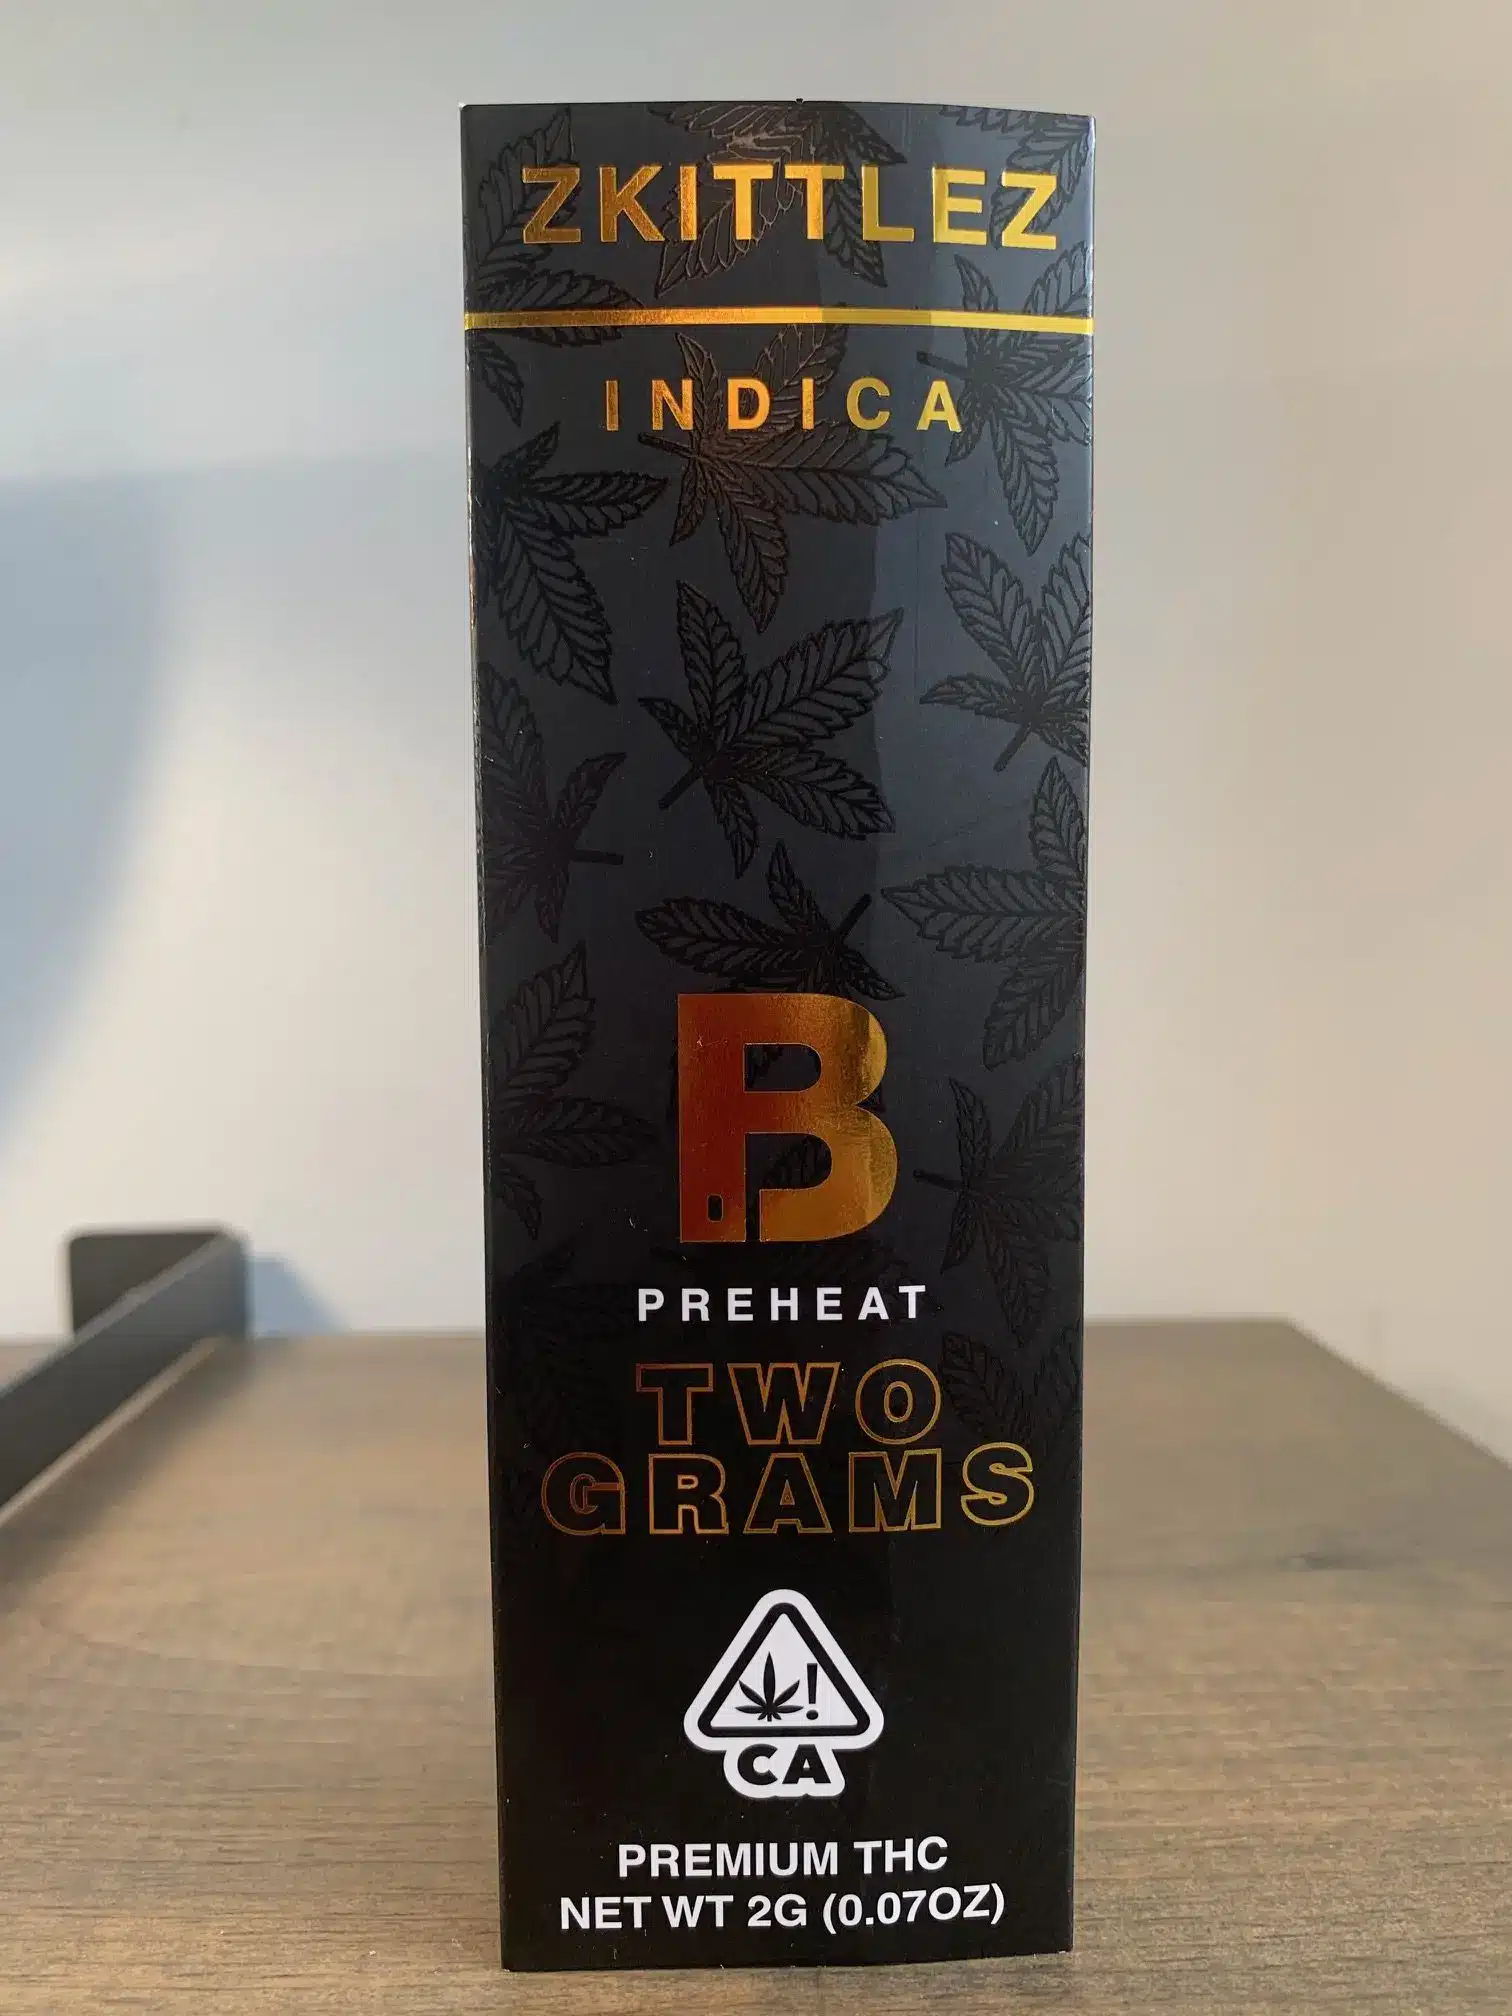 ZKITTLEZ
INDICA
B
PREHEAT
TWO
GRAMS
!
CA
PREMIUM THC
NET WT 2G (0.07OZ)